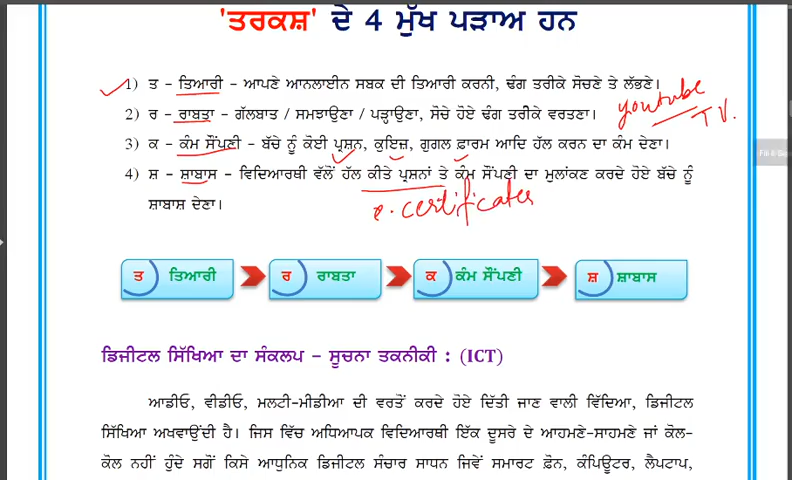 'ਤਰਕਸ਼' ਦੇ 4 ਮੁੱਖ ਪੜਾਅ ਹਨ
1) ਤ – ਤਿਆਰੀ – ਆਪਣੇ ਆਨਲਾਈਨ ਸਬਕ ਦੀ ਤਿਆਰੀ ਕਰਨੀ, ਢੰਗ ਤਰੀਕੇ ਸੋਚਣੇ ਤੇ ਲੱਭਣੇ।
2) ਰ – ਰਾਬਤਾ – ਗੱਲਬਾਤ / ਸਮਝਾਉਣਾ / ਪੜ੍ਹਾਉਣਾ, ਸੋਚੇ ਹੋਏ ਢੰਗ ਤਰੀਕੇ ਵਰਤਣਾ।
youtube
TV.
3) ਕ – ਕੰਮ ਸੌਂਪਣੀ – ਬੱਚੇ ਨੂੰ ਕੋਈ ਪ੍ਰਸ਼ਨ, ਕੁਇਜ਼, ਗੂਗਲ ਫ਼ਾਰਮ ਆਦਿ ਹੱਲ ਕਰਨ ਦਾ ਕੰਮ ਦੇਣਾ।
4) ਸ਼ – ਸ਼ਾਬਾਸ – ਵਿਦਿਆਰਥੀ ਵੱਲੋਂ ਹੱਲ ਕੀਤੇ ਪ੍ਰਸ਼ਨਾਂ ਤੇ ਕੰਮ ਸੌਂਪਣੀ ਦਾ ਮੁਲਾਂਕਣ ਕਰਦੇ ਹੋਏ ਬੱਚੇ ਨੂੰ
ਸ਼ਾਬਾਸ਼ ਦੇਣਾ।
e. certificates
ਤ ਤਿਆਰੀ ਰ ਰਾਬਤਾ ਕ ਕੰਮ ਸੌਂਪਣੀ ਸ਼ ਸ਼ਾਬਾਸ
ਡਿਜੀਟਲ ਸਿੱਖਿਆ ਦਾ ਸੰਕਲਪ – ਸੂਚਨਾ ਤਕਨੀਕੀ : (ICT)
ਆਡੀਓ, ਵੀਡੀਓ, ਮਲਟੀ-ਮੀਡੀਆ ਦੀ ਵਰਤੋਂ ਕਰਦੇ ਹੋਏ ਦਿੱਤੀ ਜਾਣ ਵਾਲੀ ਵਿੱਦਿਆ, ਡਿਜੀਟਲ
ਸਿੱਖਿਆ ਅਖਵਾਉਂਦੀ ਹੈ। ਜਿਸ ਵਿੱਚ ਅਧਿਆਪਕ ਵਿਦਿਆਰਥੀ ਇੱਕ ਦੂਸਰੇ ਦੇ ਆਹਮਣੇ-ਸਾਹਮਣੇ ਜਾਂ ਕੋਲ-
ਕੋਲ ਨਹੀਂ ਹੁੰਦੇ ਸਗੋਂ ਕਿਸੇ ਆਧੁਨਿਕ ਡਿਜੀਟਲ ਸੰਚਾਰ ਸਾਧਨ ਜਿਵੇਂ ਸਮਾਰਟ ਫ਼ੋਨ, ਕੰਪਿਊਟਰ, ਲੈਪਟਾਪ,